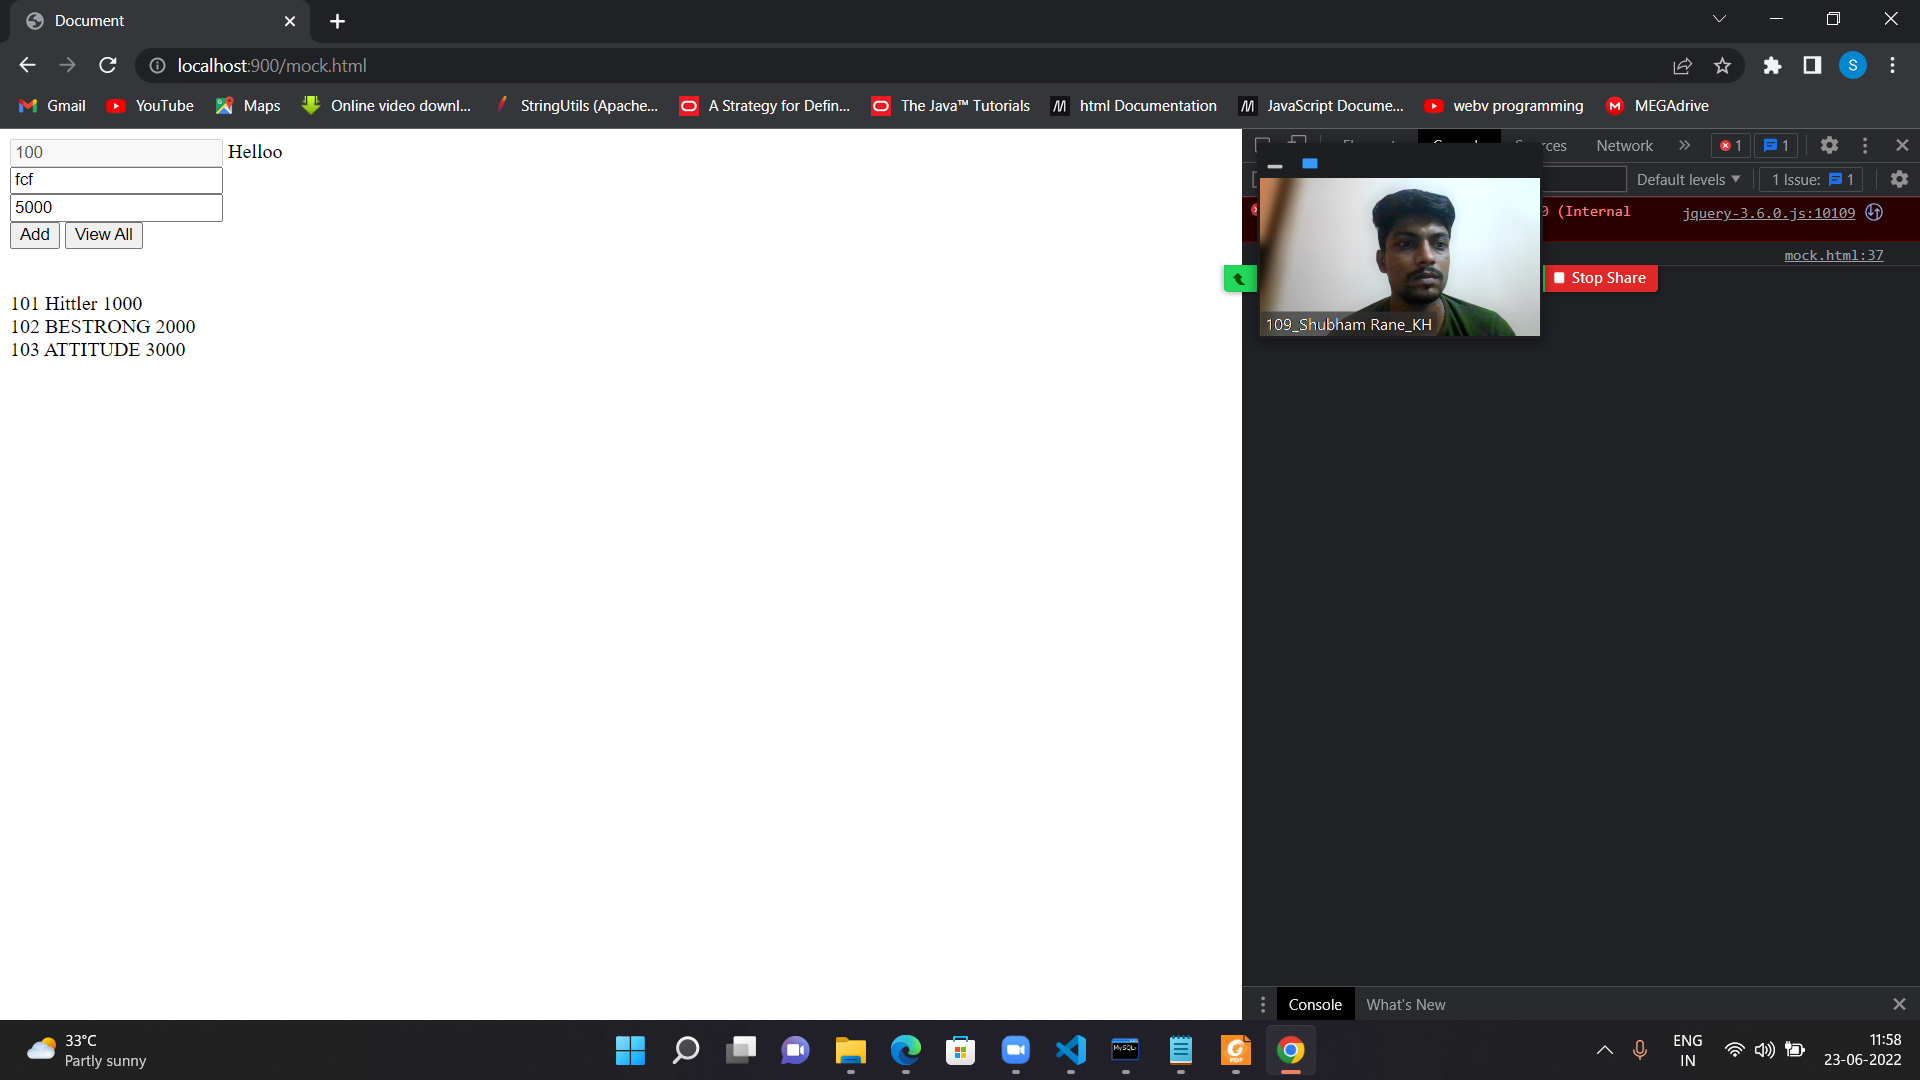 Document
localhost:900/mock.html
Gmail YouTube Maps Online video downl... StringUtils (Apache... A Strategy for Defin... The Java™ Tutorials html Documentation JavaScript Docume... webv programming MEGAdrive
S
100 Helloo
fcf
5000
Add View All
101 Hittler 1000
102 BESTRONG 2000
103 ATTITUDE 3000
Network 1 1
Default levels 1 Issue: 1
(Internal jquery-3.6.0.js:10109
mock.html:37
Stop Share
109_Shubham Rane_KH
Console What's New
33°C
Partly sunny
ENG
IN
11:58
23-06-2022